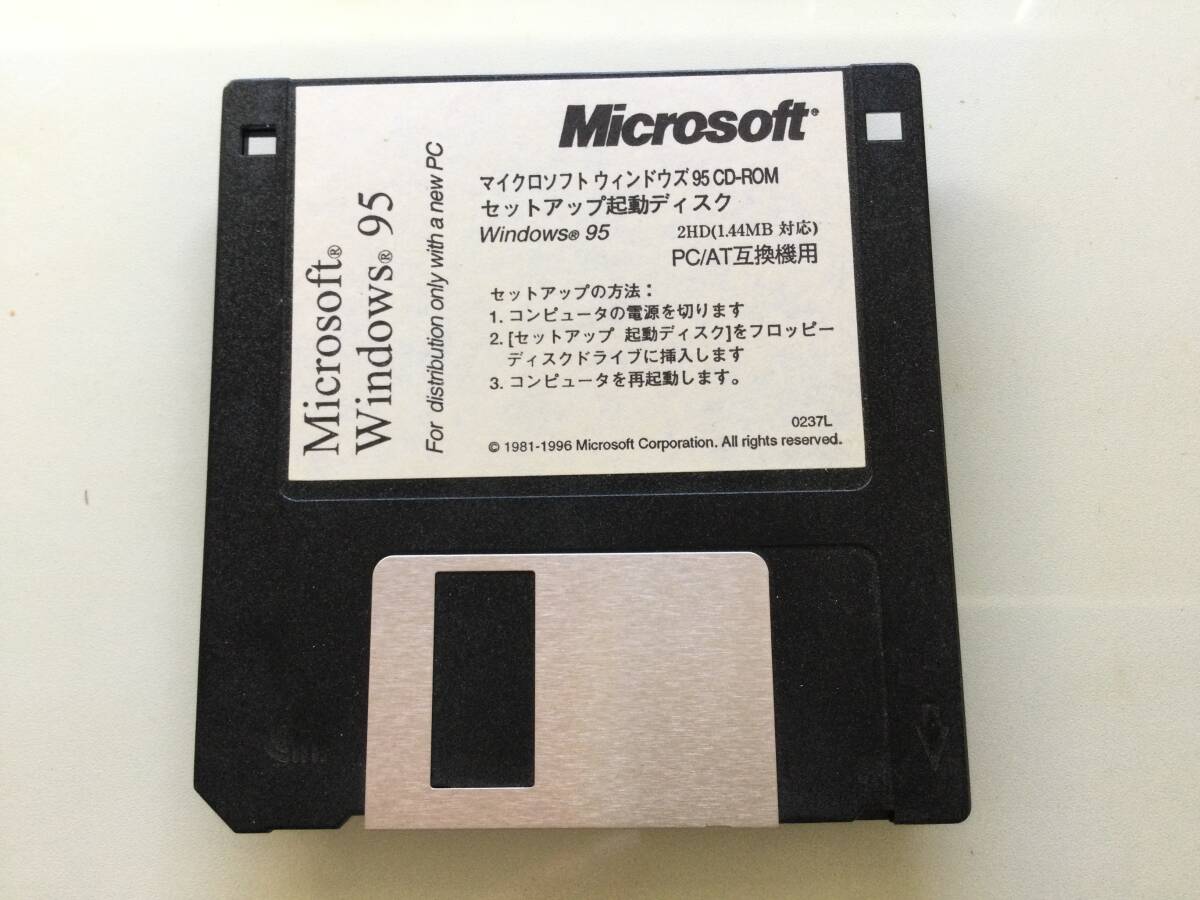 Microsoft®
Windows® 95
For distribution only with a new PC
Microsoft®
マイクロソフト ウィンドウズ 95 CD-ROM
セットアップ起動ディスク
Windows® 95 2HD(1.44MB 対応)
PC/AT互換機用
セットアップの方法：
1. コンピュータの電源を切ります
2. [セットアップ 起動ディスク]をフロッピー
ディスクドライブに挿入します
3. コンピュータを再起動します。
0237L
© 1981-1996 Microsoft Corporation. All rights reserved.